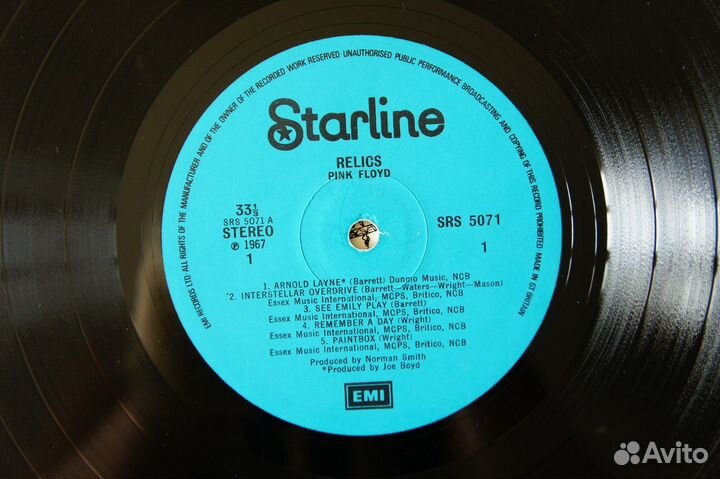 EMI RECORDS LTD ALL RIGHTS OF THE MANUFACTURER AND OF THE OWNER OF THE RECORDED WORK RESERVED UNAUTHORISED PUBLIC PERFORMANCE BROADCASTING AND COPYING OF THIS RECORD PROHIBITED MADE IN GT BRITAIN
Starline
RELICS
PINK FLOYD
33⅓
SRS 5071 A
STEREO
℗ 1967
1
SRS 5071
1
1. ARNOLD LAYNE* (Barrett) Dunmo Music, NCB
2. INTERSTELLAR OVERDRIVE (Barrett—Waters—Wright—Mason)
Essex Music International, MCPS, Britico, NCB
3. SEE EMILY PLAY (Barrett)
Essex Music International, MCPS, Britico, NCB
4. REMEMBER A DAY (Wright)
Essex Music International, MCPS, Britico, NCB
5. PAINTBOX (Wright)
Essex Music International, MCPS, Britico, NCB
Produced by Norman Smith
*Produced by Joe Boyd
EMI
Avito